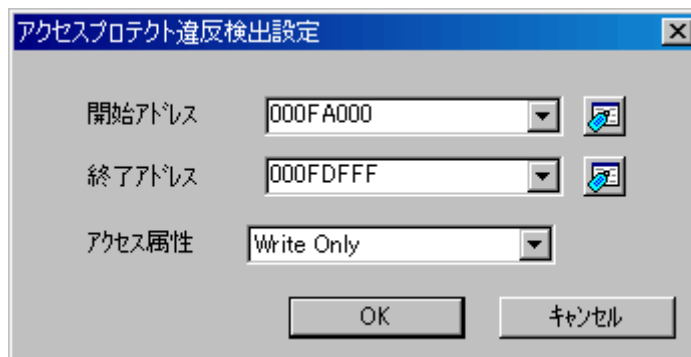 アクセスプロテクト違反検出設定
開始アドレス 000FA000
終了アドレス 000FDFFF
アクセス属性 Write Only
OK キャンセル